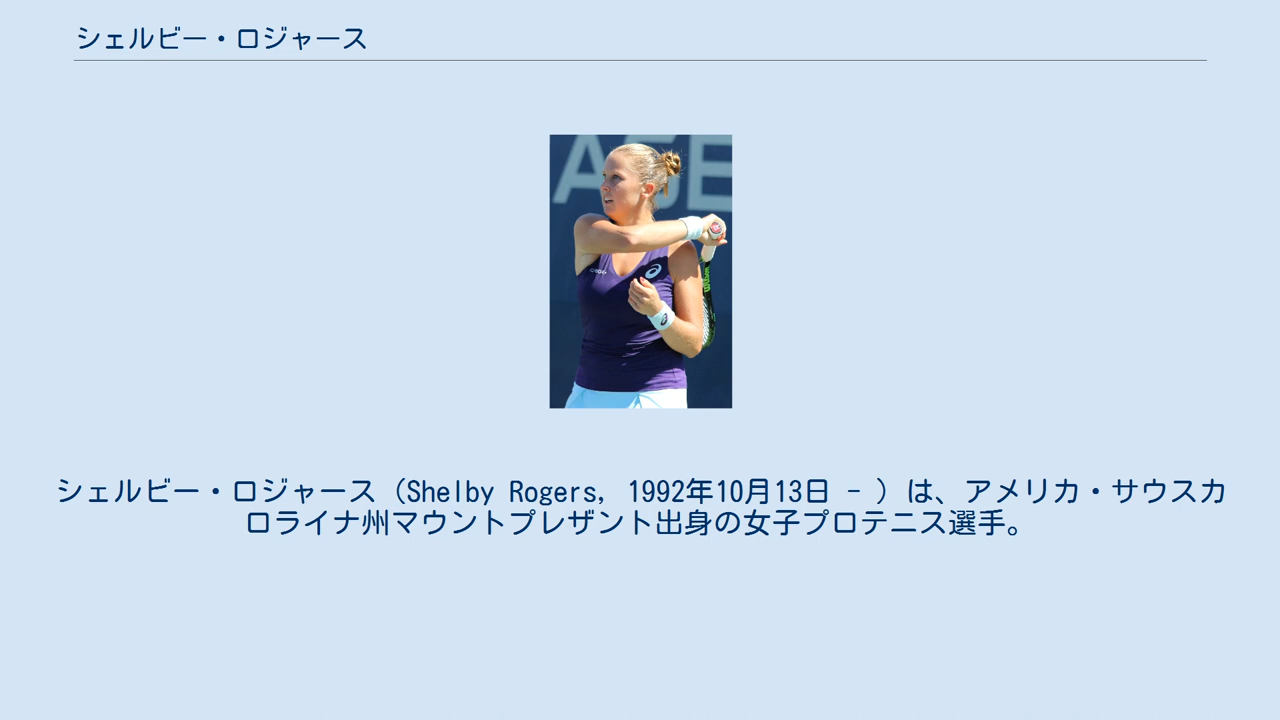 シェルビー・ロジャース
ASE
Wilson
シェルビー・ロジャース（Shelby Rogers, 1992年10月13日 - ）は、アメリカ・サウスカ
ロライナ州マウントプレザント出身の女子プロテニス選手。